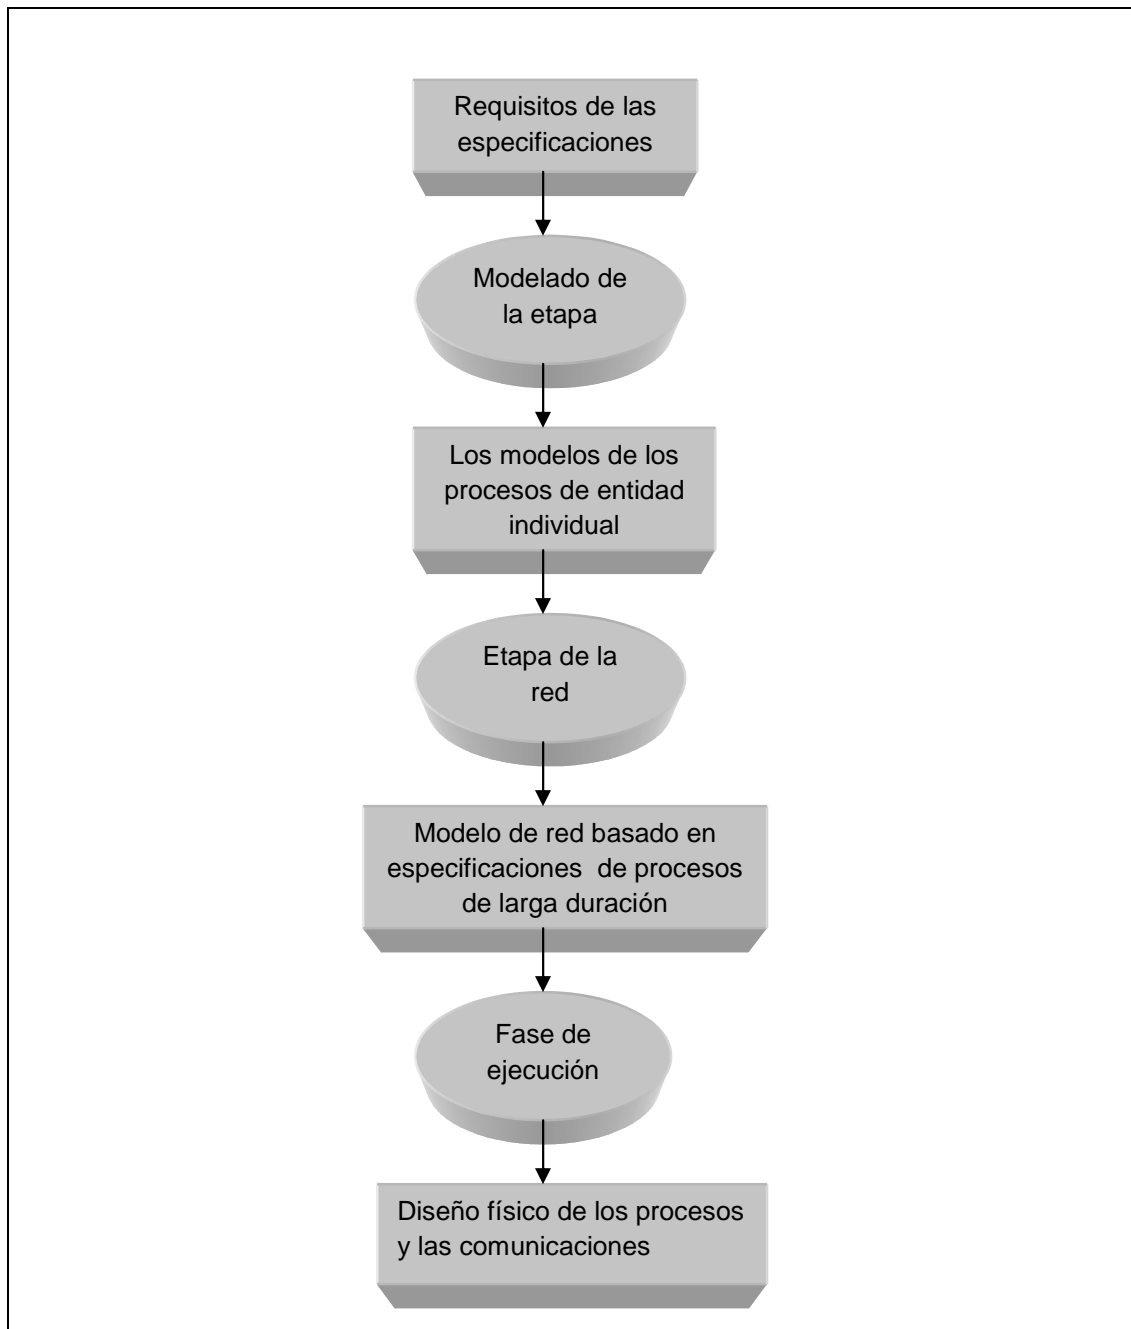 Requisitos de las
especificaciones
Modelado de
la etapa
Los modelos de los
procesos de entidad
individual
Etapa de la
red
Modelo de red basado en
especificaciones  de procesos
de larga duración
Fase de
ejecución
Diseño físico de los procesos
y las comunicaciones